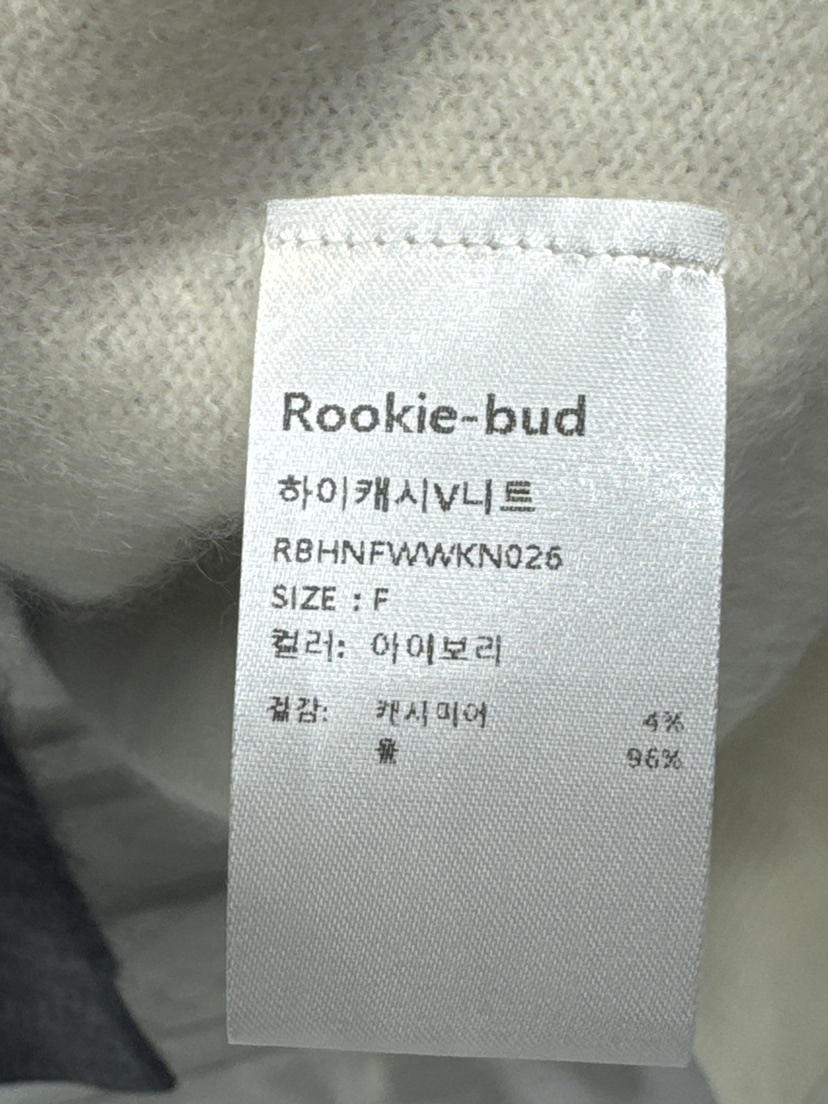 Rookie-bud
하이캐시V니트
RBHNFWWKN026
SIZE : F
컬러: 아이보리
겉감: 캐시미어 4%
울 96%